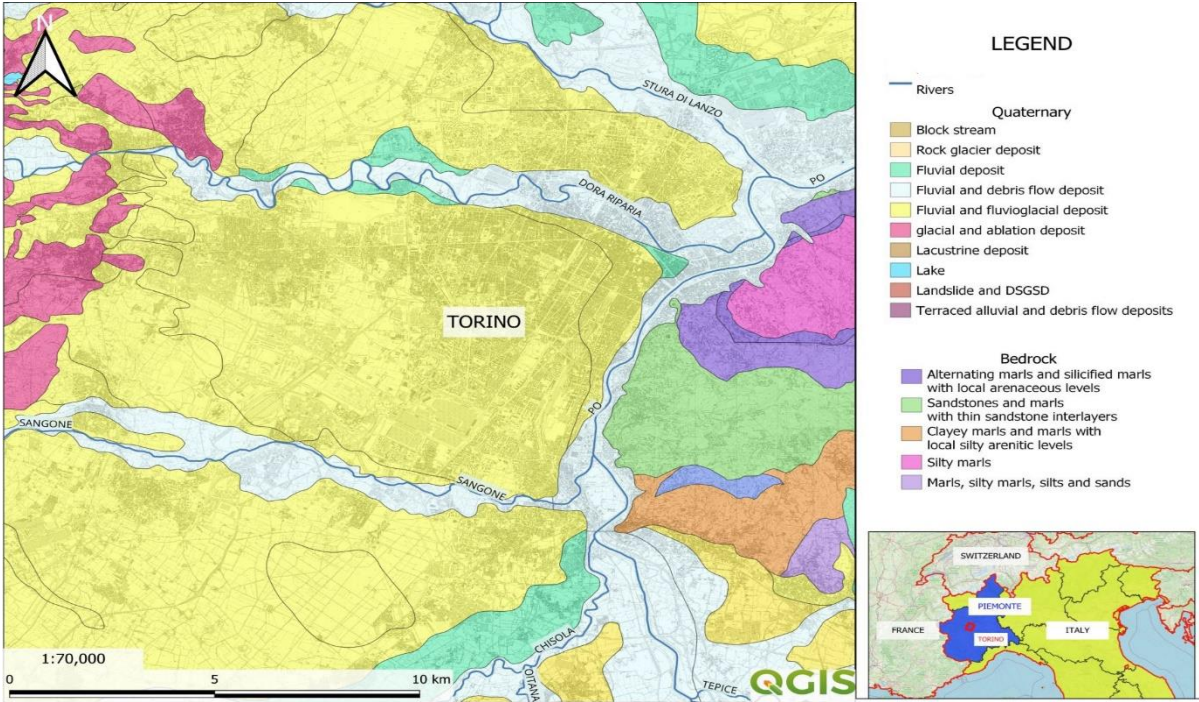 N
STURA DI LANZO
PO
DORA RIPARIA
TORINO
PO
SANGONE
SANGONE
CHISOLA
OITANA
TEPICE
1:70,000
0 5 10 km
QGIS
LEGEND
Rivers
Quaternary
Block stream
Rock glacier deposit
Fluvial deposit
Fluvial and debris flow deposit
Fluvial and fluvioglacial deposit
glacial and ablation deposit
Lacustrine deposit
Lake
Landslide and DSGSD
Terraced alluvial and debris flow deposits
Bedrock
Alternating marls and silicified marls
with local arenaceous levels
Sandstones and marls
with thin sandstone interlayers
Clayey marls and marls with
local silty arenitic levels
Silty marls
Marls, silty marls, silts and sands
SWITZERLAND
PIEMONTE
FRANCE
ITALY
TORINO